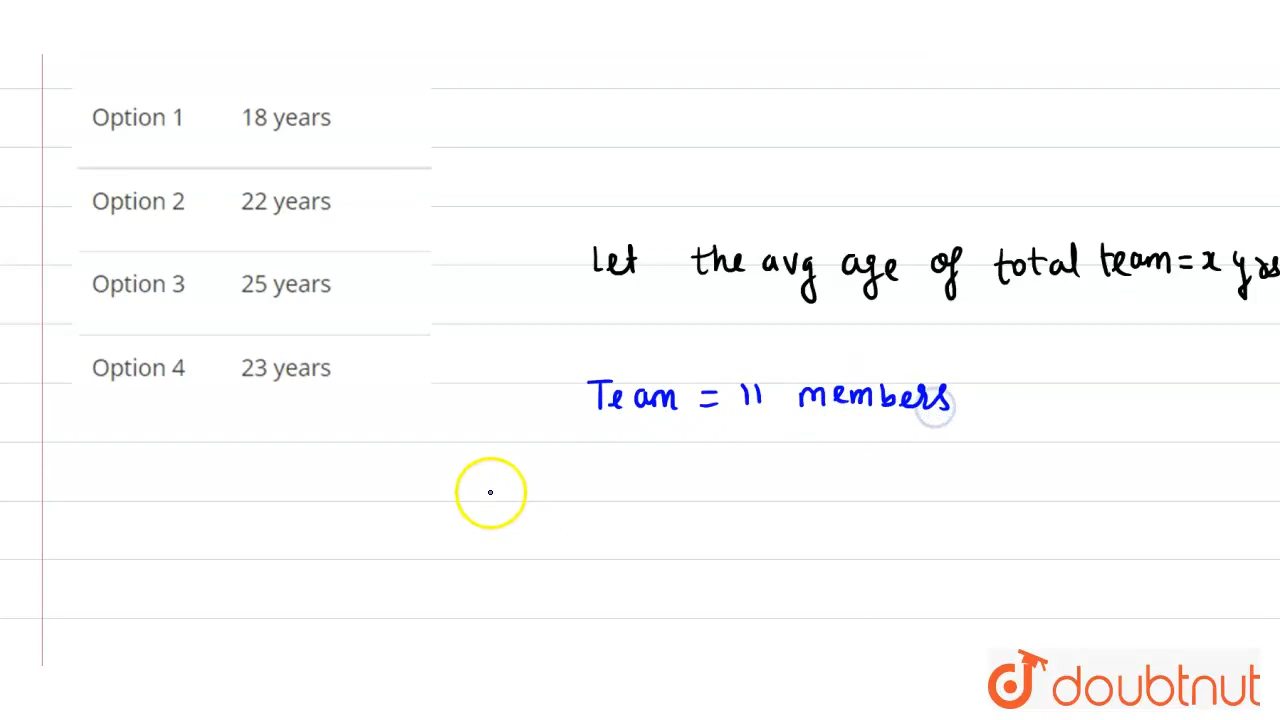 Option 1 18 years
Option 2 22 years
Let the avg age of total team = x yrs
Option 3 25 years
Option 4 23 years
Team = 11 members
doubtnut